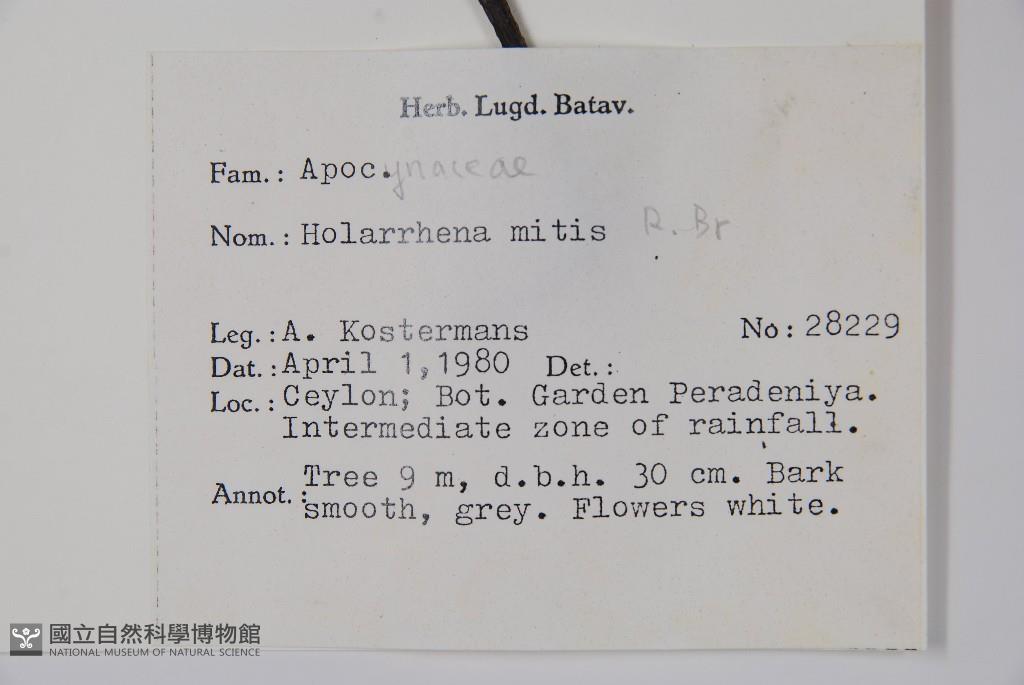 Herb. Lugd. Batav.
Fam.: Apoc.ynaceae
Nom.: Holarrhena mitis R. Br
Leg.: A. Kostermans No: 28229
Dat.: April 1, 1980 Det.:
Loc.: Ceylon; Bot. Garden Peradeniya.
Intermediate zone of rainfall.
Annot.: Tree 9 m, d.b.h. 30 cm. Bark
smooth, grey. Flowers white.
國立自然科學博物館
NATIONAL MUSEUM OF NATURAL SCIENCE